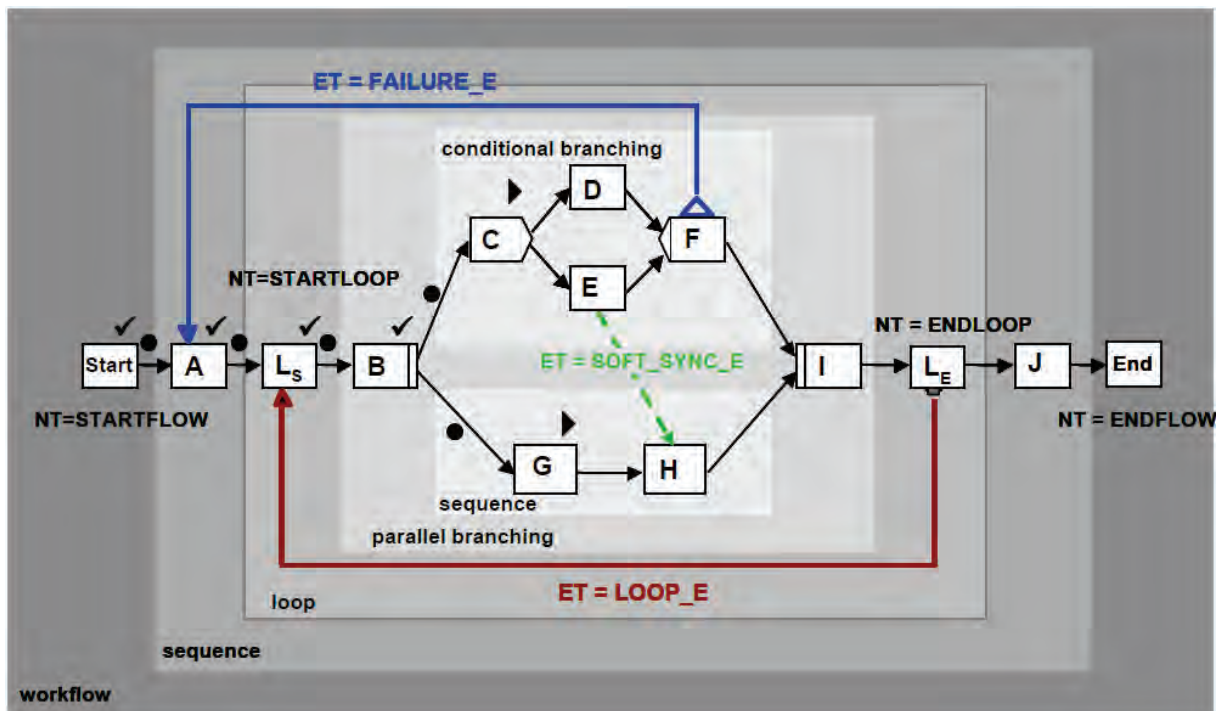 ET = FAILURE_E
conditional branching
D
C
F
NT=STARTLOOP
E
NT = ENDLOOP
ET = SOFT_SYNC_E
Start
A
LS
B
I
LE
J
End
NT=STARTFLOW
NT = ENDFLOW
G
H
sequence
parallel branching
ET = LOOP_E
loop
sequence
workflow